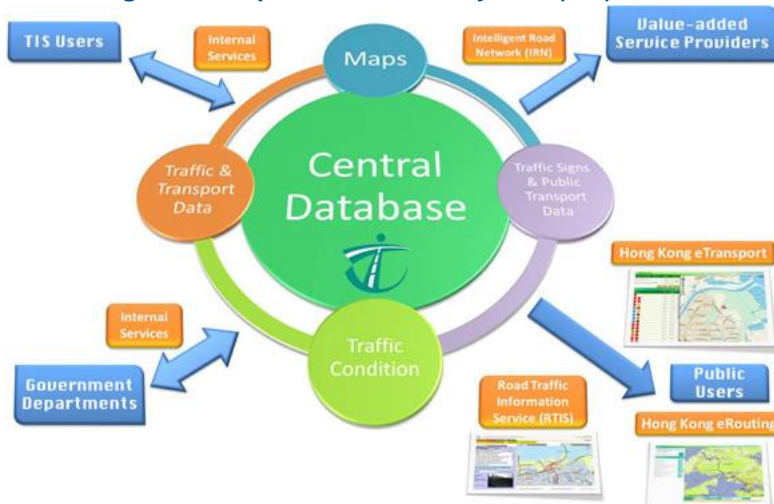 TIS Users
Internal
Services
Maps
Intelligent Road
Network (IRN)
Value-added
Service Providers
Traffic &
Transport
Data
Central
Database
Traffic Signs
& Public
Transport
Data
Hong Kong eTransport
Internal
Services
Traffic
Condition
Government
Departments
Road Traffic
Information
Service (RTIS)
Public
Users
Hong Kong eRouting